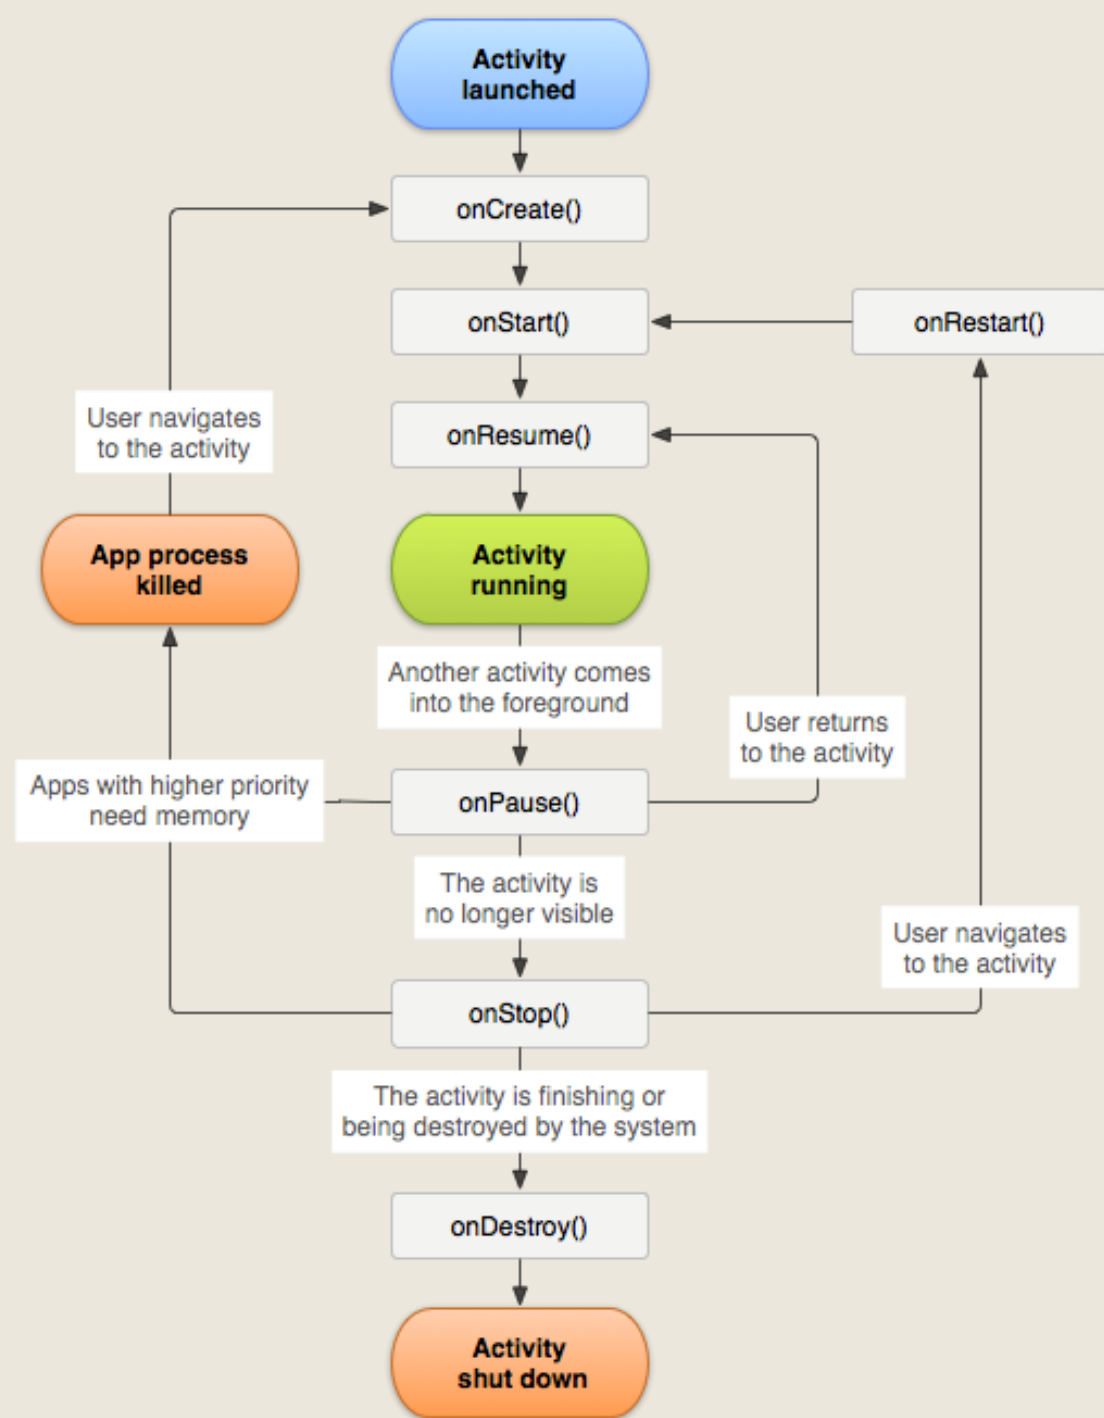 Activity
launched
onCreate()
onStart()
onRestart()
User navigates
to the activity
onResume()
App process
killed
Activity
running
Another activity comes
into the foreground
User returns
to the activity
Apps with higher priority
need memory
onPause()
The activity is
no longer visible
User navigates
to the activity
onStop()
The activity is finishing or
being destroyed by the system
onDestroy()
Activity
shut down